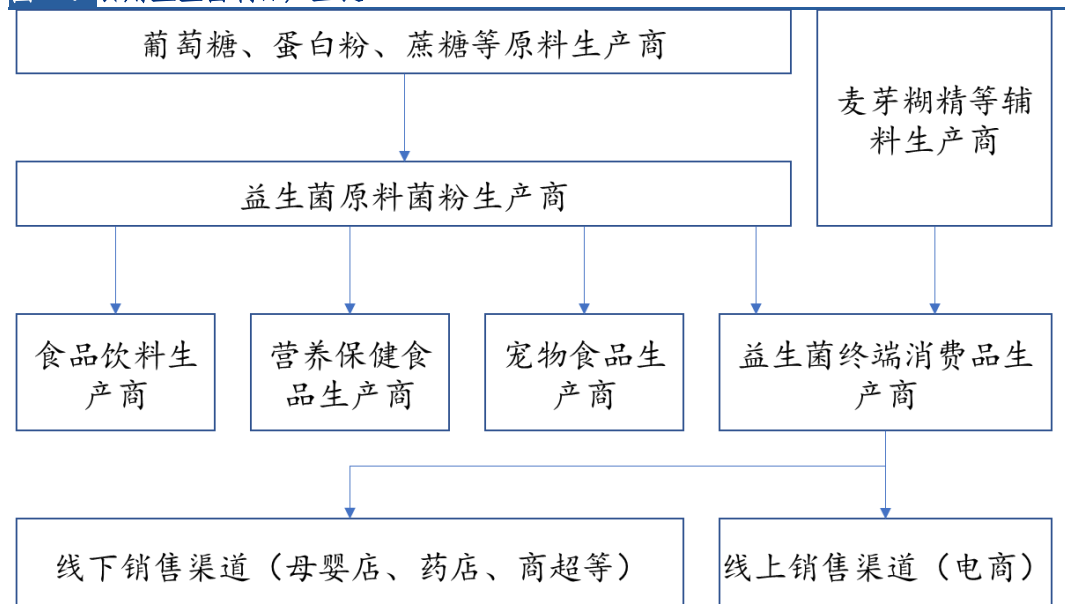 葡萄糖、蛋白粉、蔗糖等原料生产商
麦芽糊精等辅
料生产商
益生菌原料菌粉生产商
食品饮料生
产商
营养保健食
品生产商
宠物食品生
产商
益生菌终端消费品生
产商
线下销售渠道（母婴店、药店、商超等）
线上销售渠道（电商）